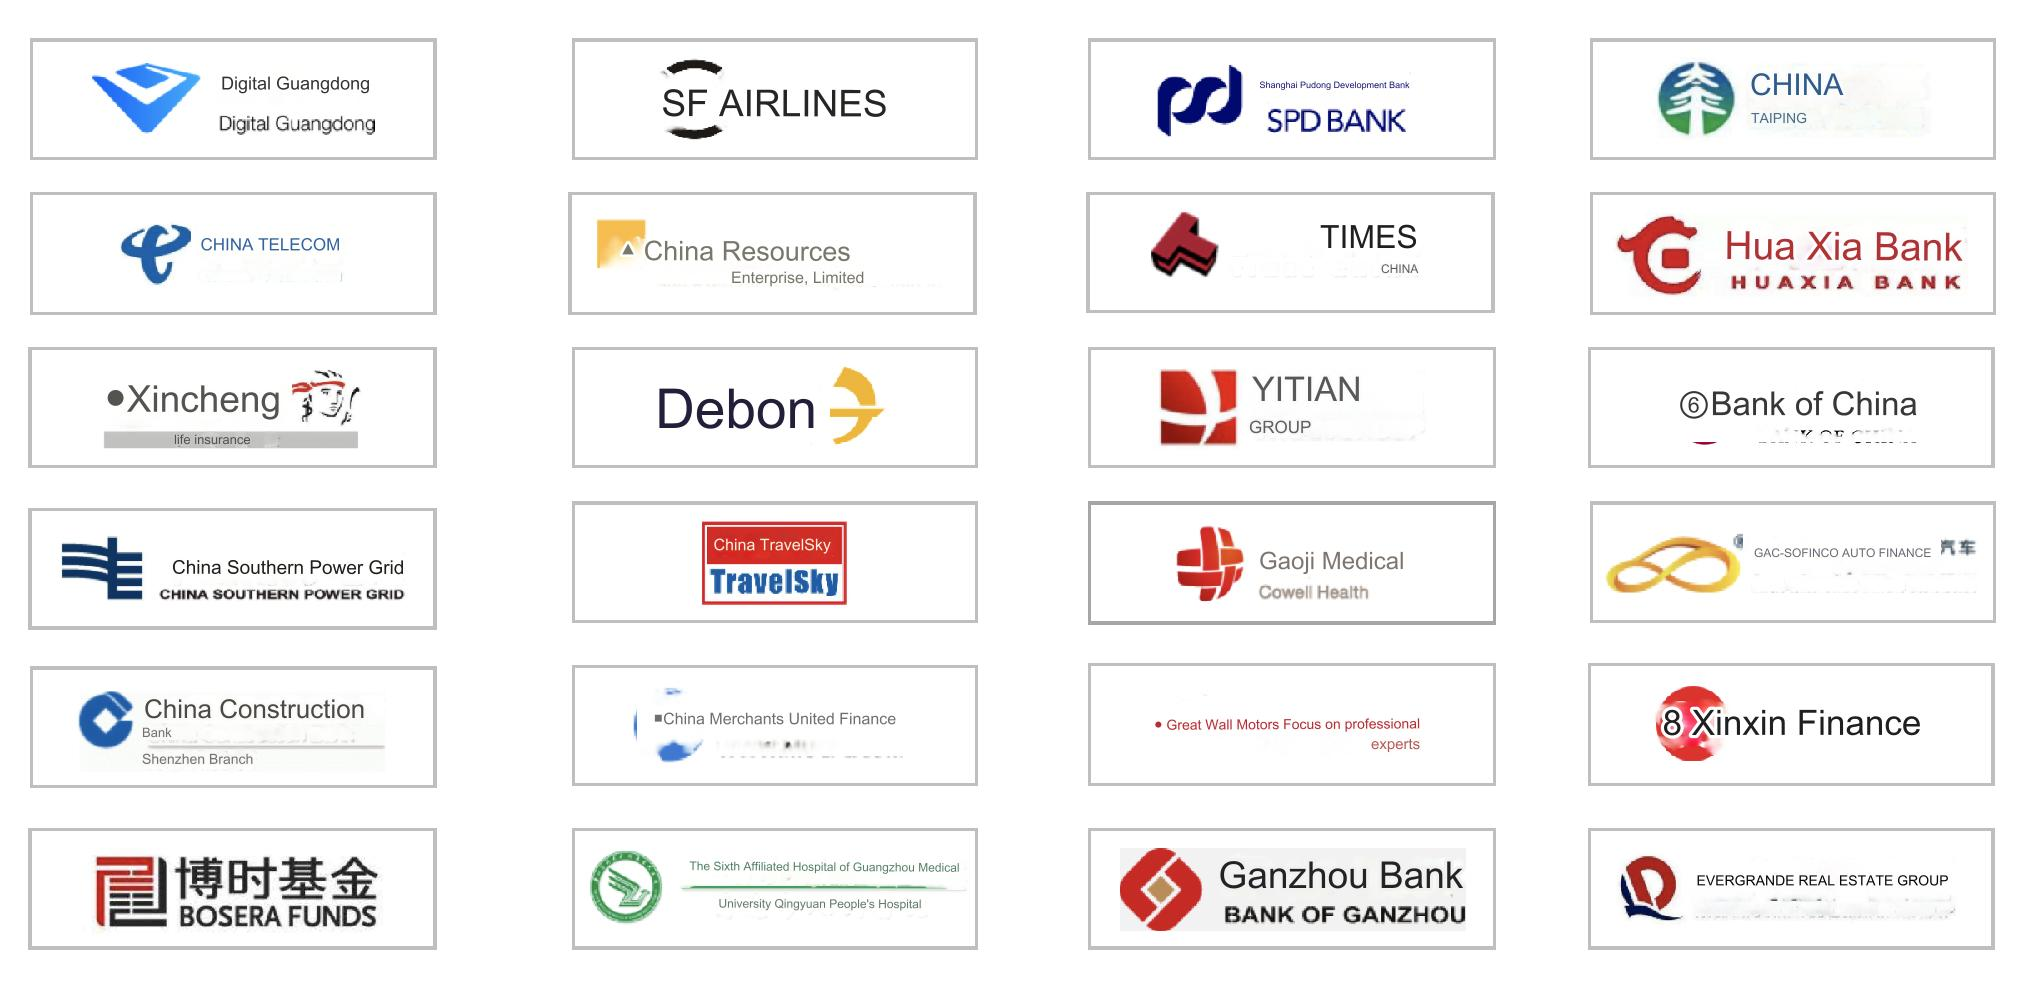 Digital Guangdong
Digital Guangdong
SF AIRLINES
Shanghai Pudong Development Bank
SPD BANK
CHINA
TAIPING
CHINA TELECOM
China Resources
Enterprise, Limited
TIMES
CHINA
Hua Xia Bank
HUAXIA BANK
•Xincheng
life insurance
Debon
YITIAN
GROUP
⑥Bank of China
China Southern Power Grid
CHINA SOUTHERN POWER GRID
China TravelSky
TravelSky
Gaoji Medical
Cowell Health
GAC-SOFINCO AUTO FINANCE 汽车
China Construction
Bank
Shenzhen Branch
▪China Merchants United Finance
• Great Wall Motors Focus on professional
experts
8 Xinxin Finance
博时基金
BOSERA FUNDS
The Sixth Affiliated Hospital of Guangzhou Medical
University Qingyuan People's Hospital
Ganzhou Bank
BANK OF GANZHOU
EVERGRANDE REAL ESTATE GROUP